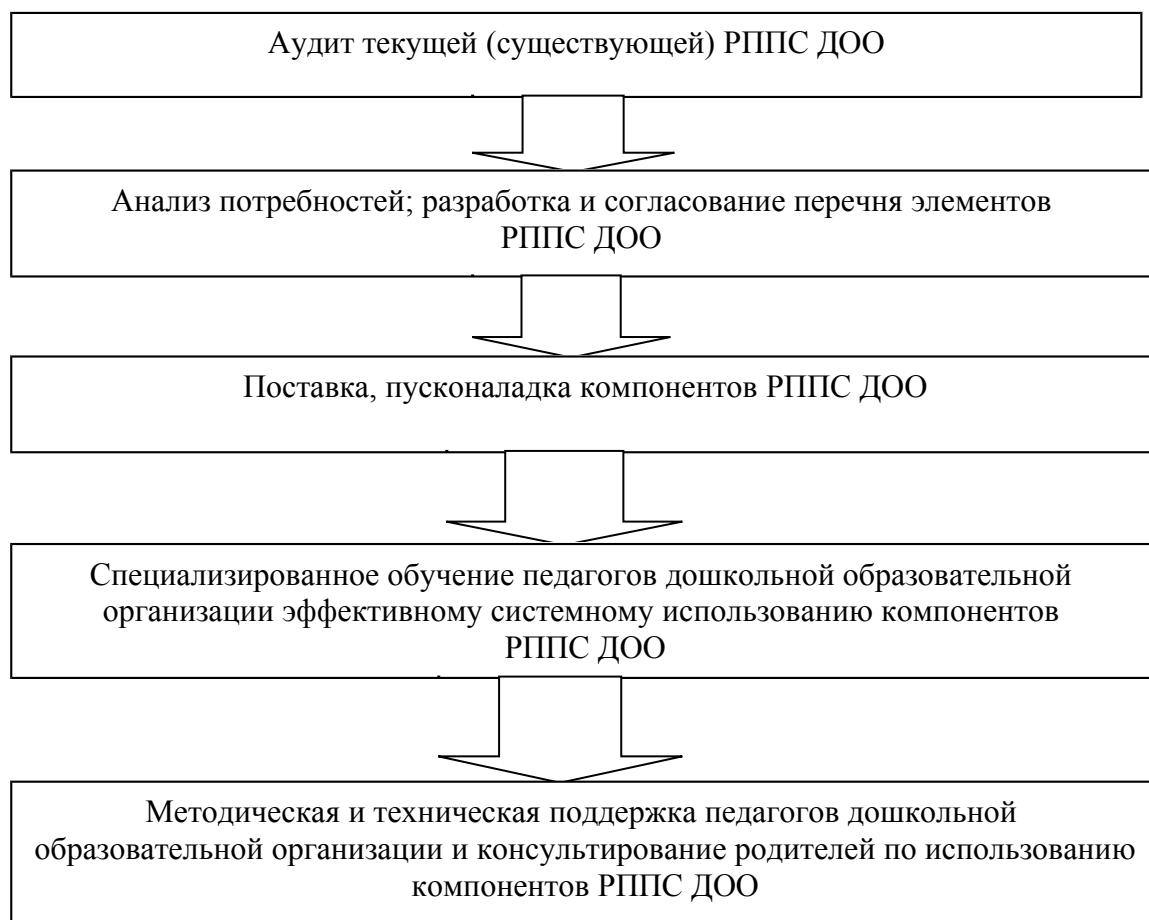 Аудит текущей (существующей) РППС ДОО
Анализ потребностей; разработка и согласование перечня элементов
РППС ДОО
Поставка, пусконаладка компонентов РППС ДОО
Специализированное обучение педагогов дошкольной образовательной
организации эффективному системному использованию компонентов
РППС ДОО
Методическая и техническая поддержка педагогов дошкольной
образовательной организации и консультирование родителей по использованию
компонентов РППС ДОО